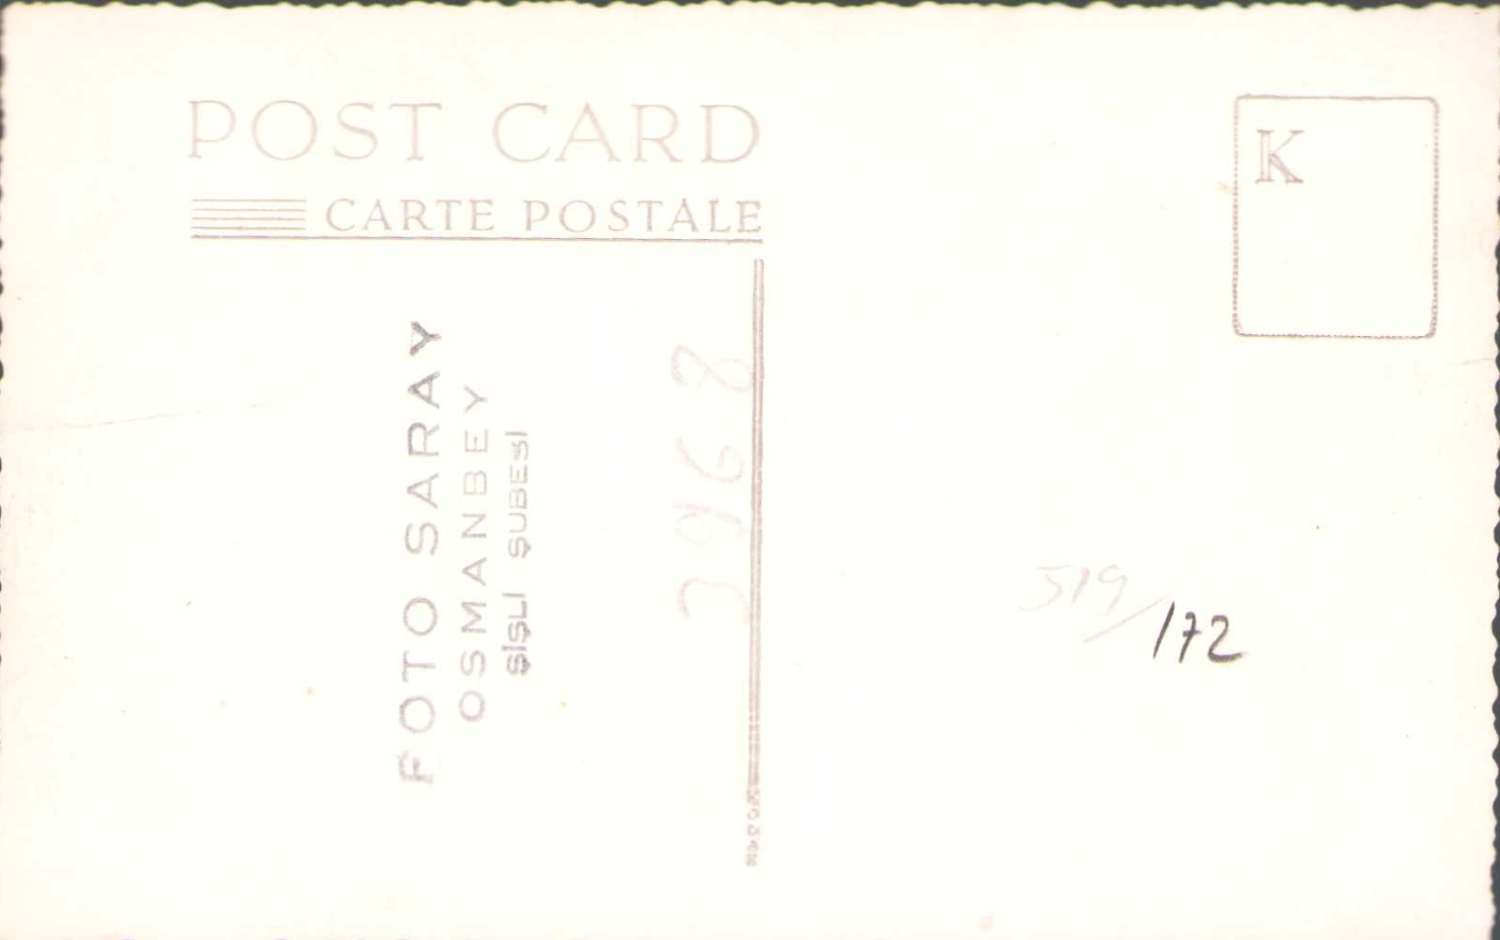 POST CARD
CARTE POSTALE
K
FOTO SARAY
OSMANBEY
ŞİŞLİ ŞUBESİ
3968
519/172